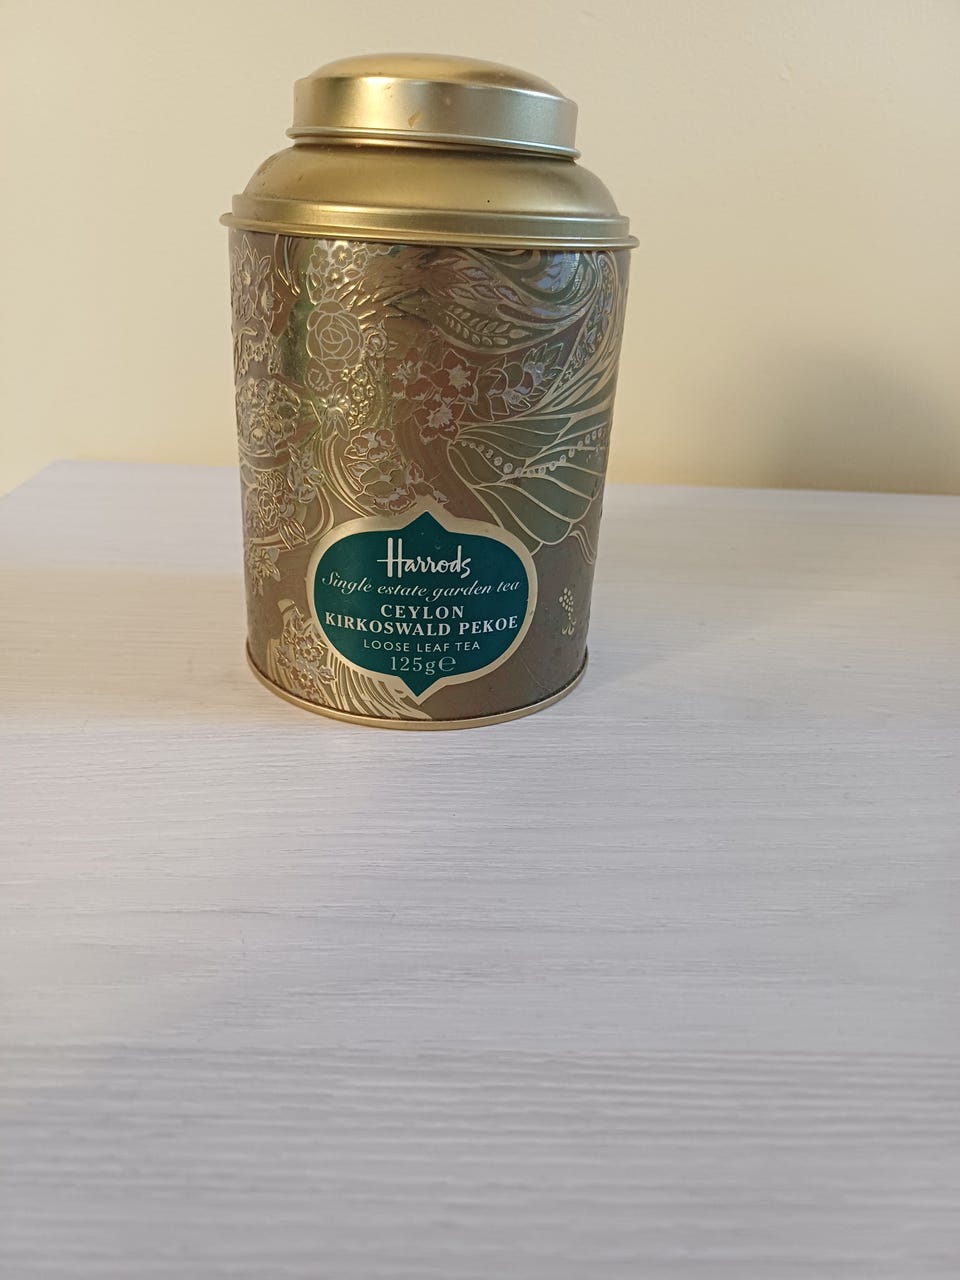 Harrods
Single estate garden tea
CEYLON
KIRKOSWALD PEKOE
LOOSE LEAF TEA
125g℮